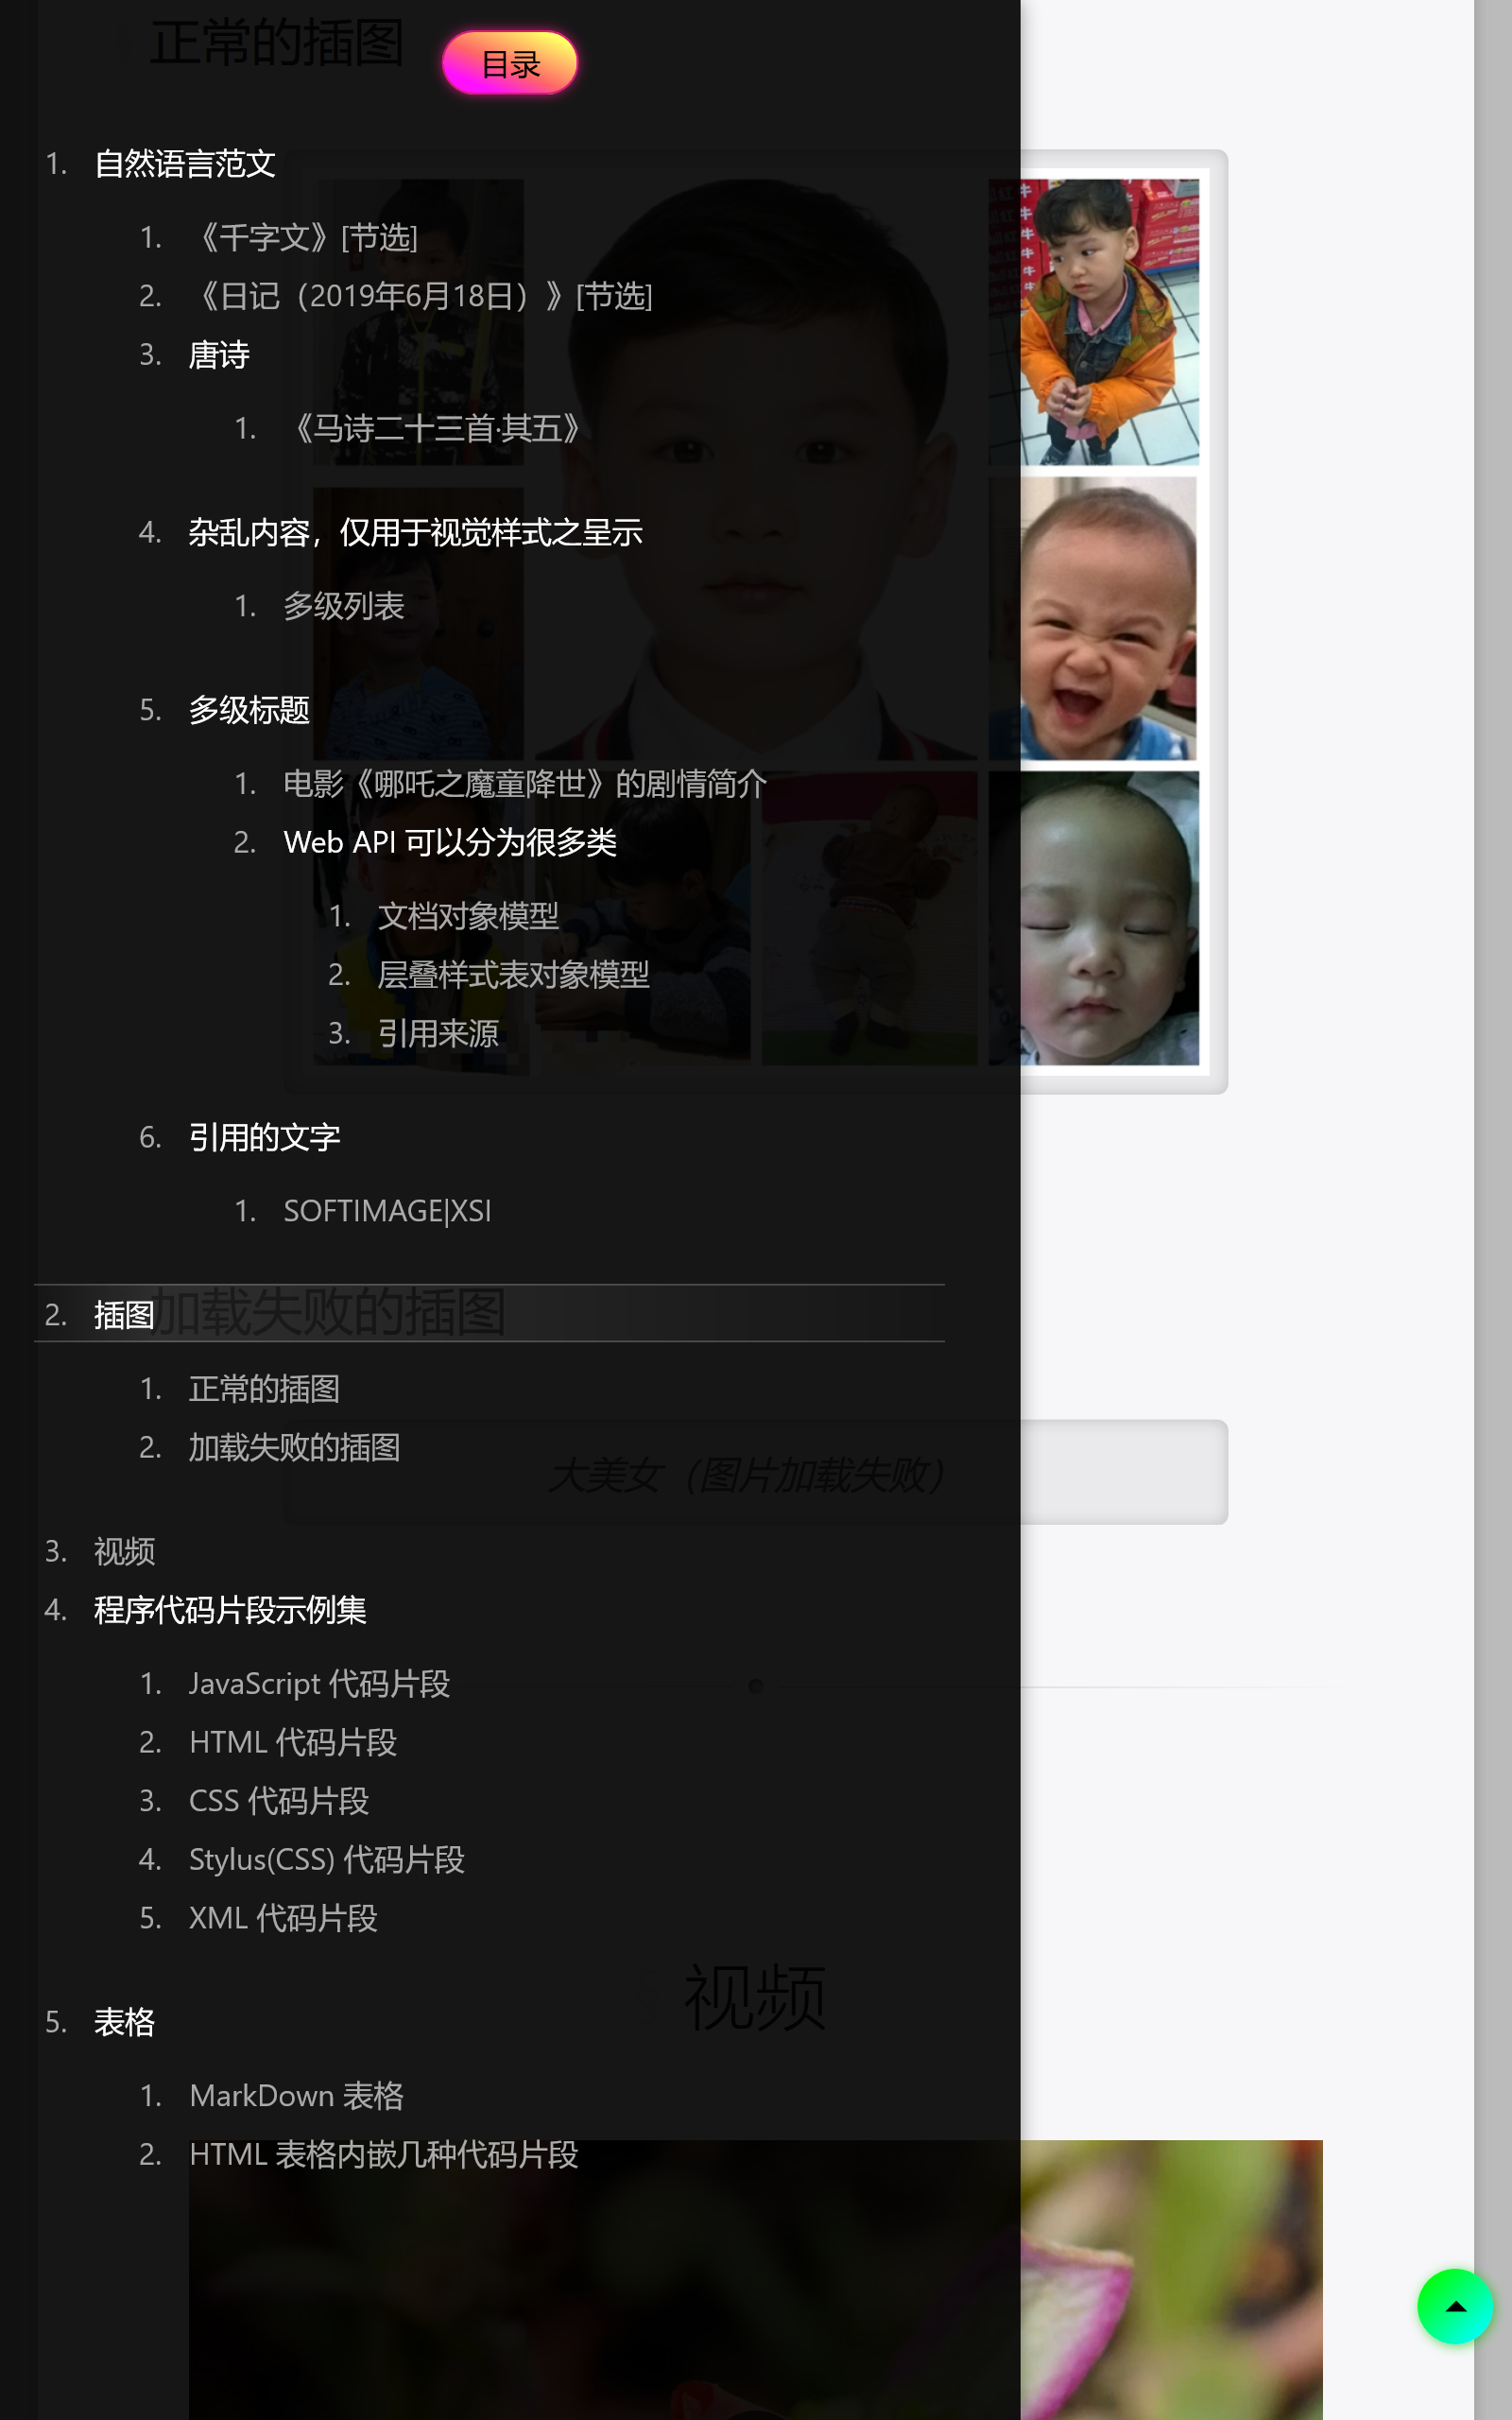 正常的插图
目录
1. 自然语言范文
1. 《千字文》[节选]
2. 《日记（2019年6月18日）》[节选]
3. 唐诗
1. 《马诗二十三首·其五》
4. 杂乱内容，仅用于视觉样式之呈示
1. 多级列表
5. 多级标题
1. 电影《哪吒之魔童降世》的剧情简介
2. Web API 可以分为很多类
1. 文档对象模型
2. 层叠样式表对象模型
3. 引用来源
6. 引用的文字
1. SOFTIMAGE|XSI
2. 插图
加载失败的插图
1. 正常的插图
2. 加载失败的插图
大美女（图片加载失败）
3. 视频
4. 程序代码片段示例集
1. JavaScript 代码片段
2. HTML 代码片段
3. CSS 代码片段
4. Stylus(CSS) 代码片段
5. XML 代码片段
视频
5. 表格
1. MarkDown 表格
2. HTML 表格内嵌几种代码片段